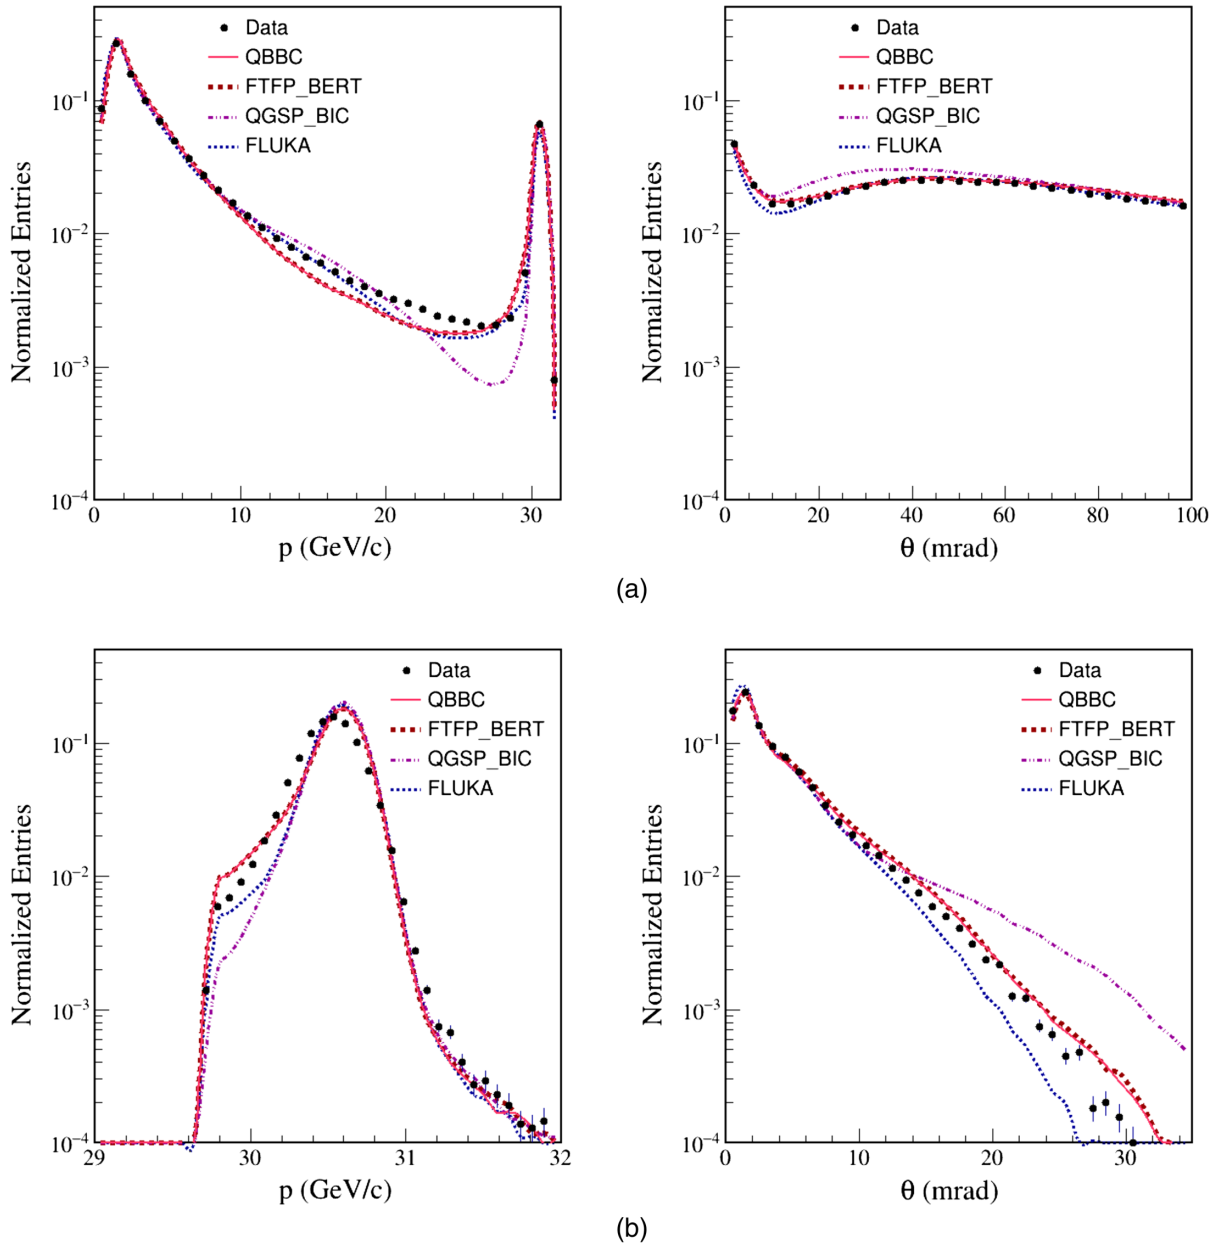 Data
QBBC
FTFP_BERT
QGSP_BIC
FLUKA
10⁻¹
10⁻²
10⁻³
10⁻⁴
Normalized Entries
0 10 20 30
p (GeV/c)
Data
QBBC
FTFP_BERT
QGSP_BIC
FLUKA
10⁻¹
10⁻²
10⁻³
10⁻⁴
Normalized Entries
0 20 40 60 80 100
θ (mrad)
(a)
Data
QBBC
FTFP_BERT
QGSP_BIC
FLUKA
10⁻¹
10⁻²
10⁻³
10⁻⁴
Normalized Entries
29 30 31 32
p (GeV/c)
Data
QBBC
FTFP_BERT
QGSP_BIC
FLUKA
10⁻¹
10⁻²
10⁻³
10⁻⁴
Normalized Entries
0 10 20 30
θ (mrad)
(b)